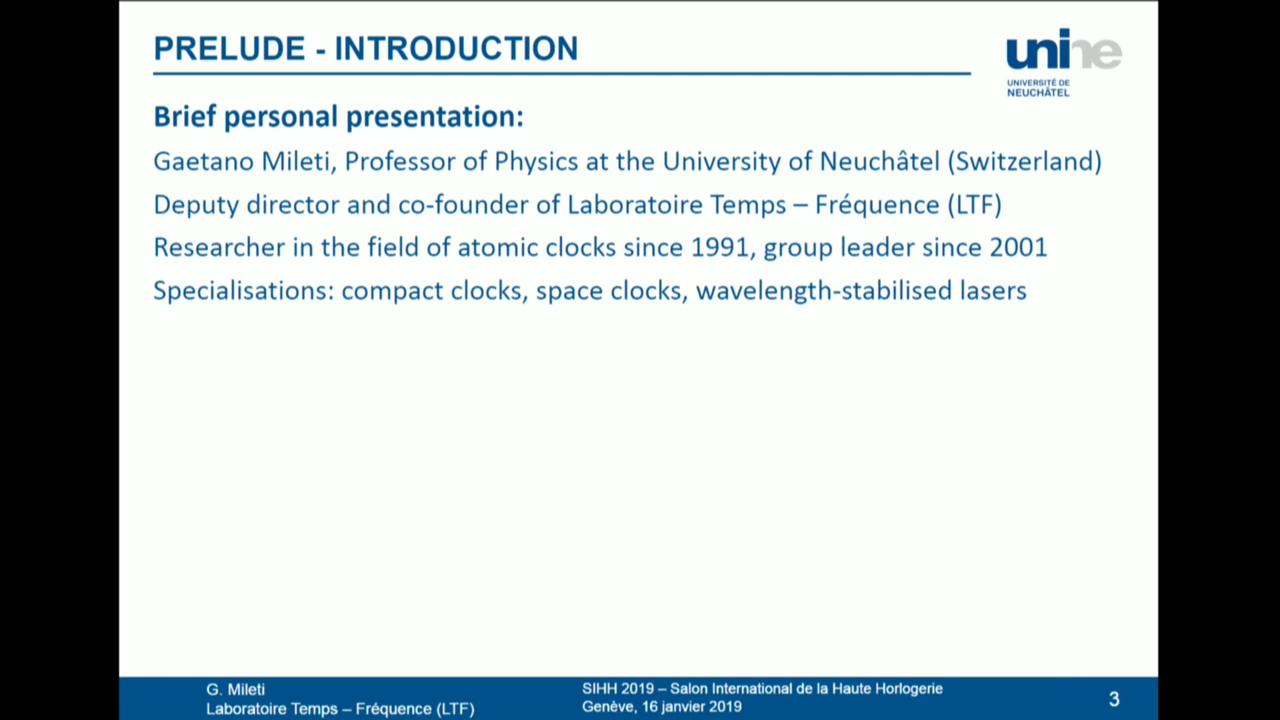 PRELUDE - INTRODUCTION
unine
UNIVERSITÉ DE
NEUCHÂTEL
Brief personal presentation:
Gaetano Mileti, Professor of Physics at the University of Neuchâtel (Switzerland)
Deputy director and co-founder of Laboratoire Temps – Fréquence (LTF)
Researcher in the field of atomic clocks since 1991, group leader since 2001
Specialisations: compact clocks, space clocks, wavelength-stabilised lasers
G. Mileti
Laboratoire Temps – Fréquence (LTF)
SIHH 2019 – Salon International de la Haute Horlogerie
Genève, 16 janvier 2019
3